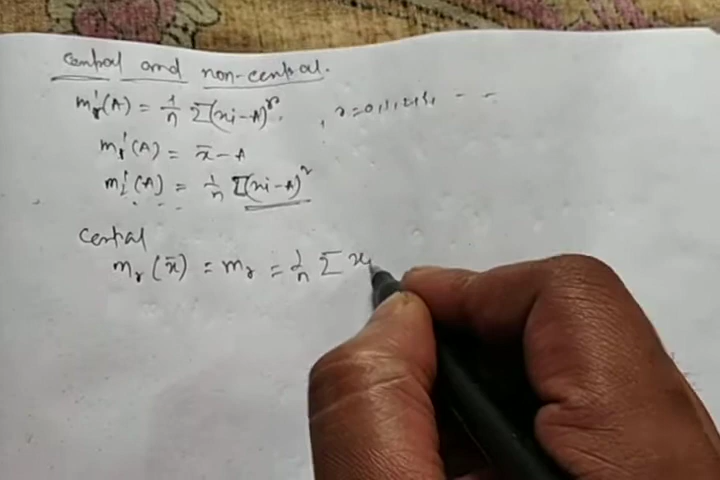 central and non-central.
m'r(A) = 1/n Σ(xi-A)^r, r=0,1,2,3, - -
m'1(A) = x̄-A
m'2(A) = 1/n Σ(xi-A)²
Central
mr(x̄) = mr = 1/n Σ xi